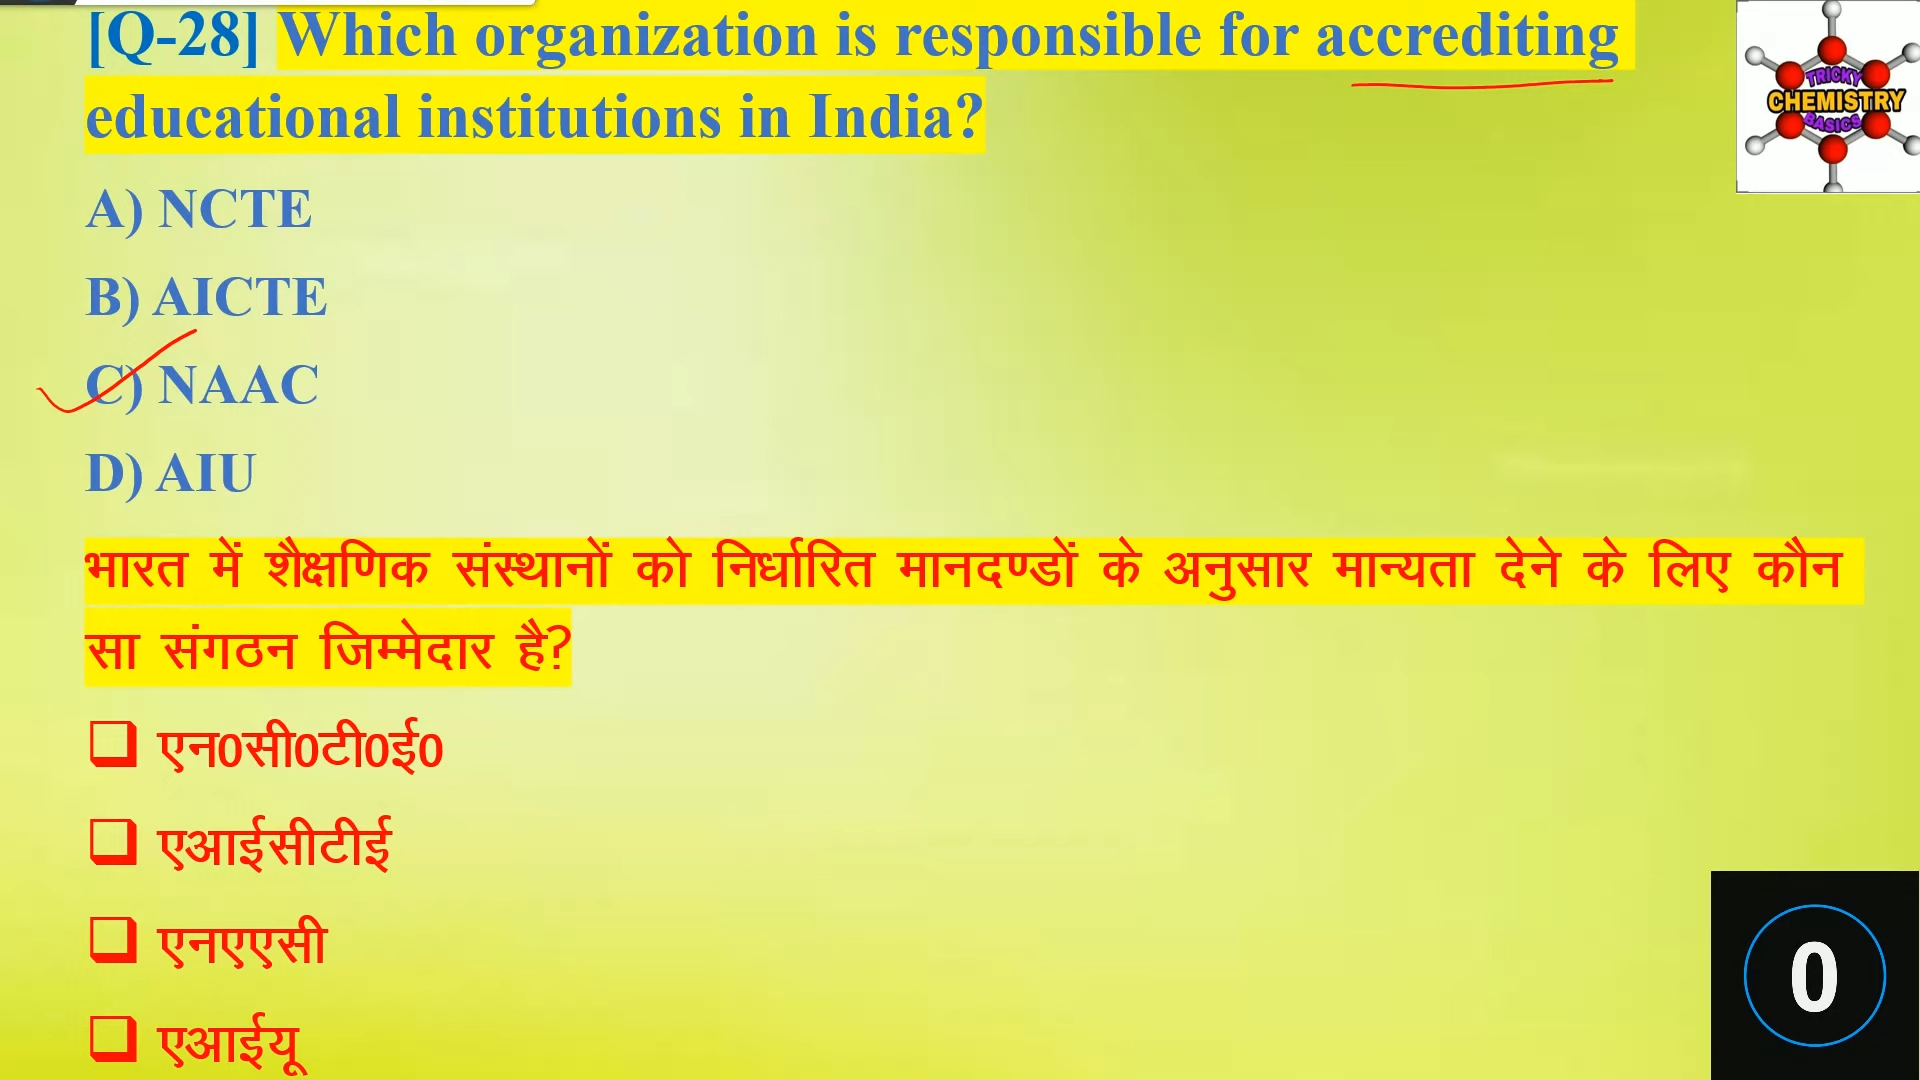 [Q-28] Which organization is responsible for accrediting
educational institutions in India?
A) NCTE
B) AICTE
C) NAAC
D) AIU
भारत में शैक्षणिक संस्थानों को निर्धारित मानदण्डों के अनुसार मान्यता देने के लिए कौन
सा संगठन जिम्मेदार है?
एन0सी0टी0ई0
एआईसीटीई
एनएएसी
एआईयू
TRICKY
CHEMISTRY
BASICS
0